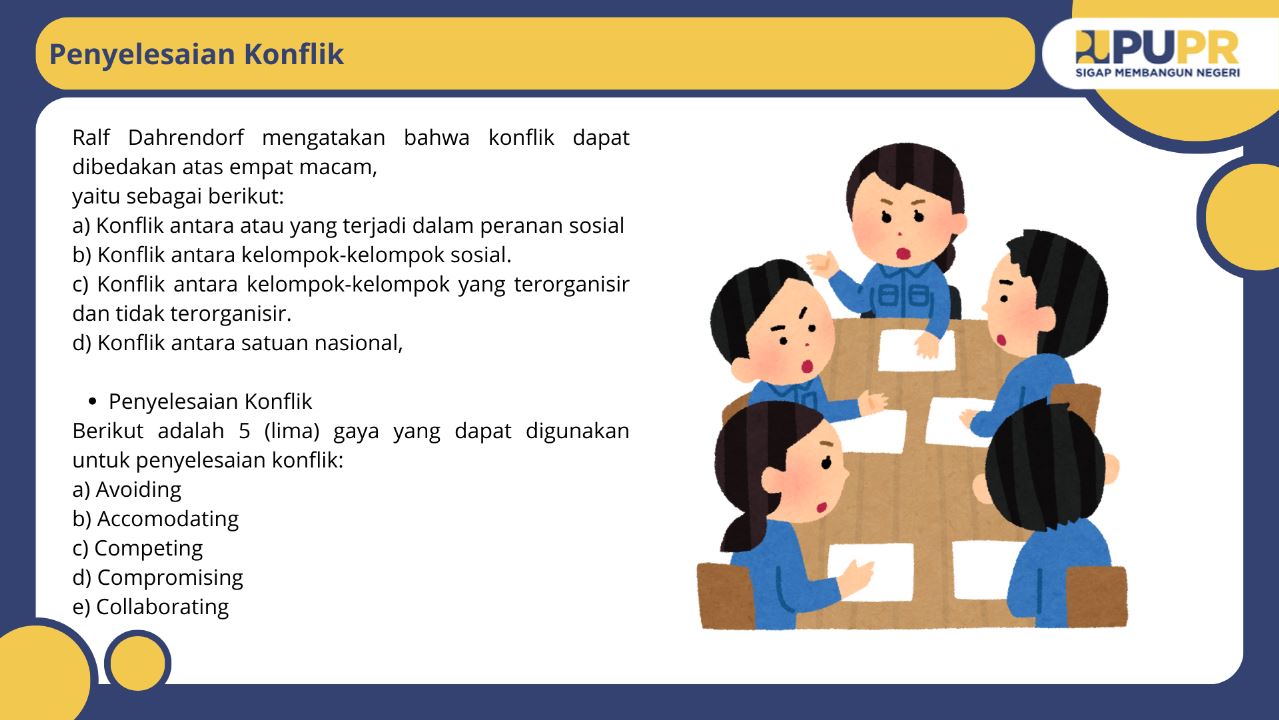 Penyelesaian Konflik
PUPR
SIGAP MEMBANGUN NEGERI
Ralf Dahrendorf mengatakan bahwa konflik dapat
dibedakan atas empat macam,
yaitu sebagai berikut:
a) Konflik antara atau yang terjadi dalam peranan sosial
b) Konflik antara kelompok-kelompok sosial.
c) Konflik antara kelompok-kelompok yang terorganisir
dan tidak terorganisir.
d) Konflik antara satuan nasional,
• Penyelesaian Konflik
Berikut adalah 5 (lima) gaya yang dapat digunakan
untuk penyelesaian konflik:
a) Avoiding
b) Accomodating
c) Competing
d) Compromising
e) Collaborating